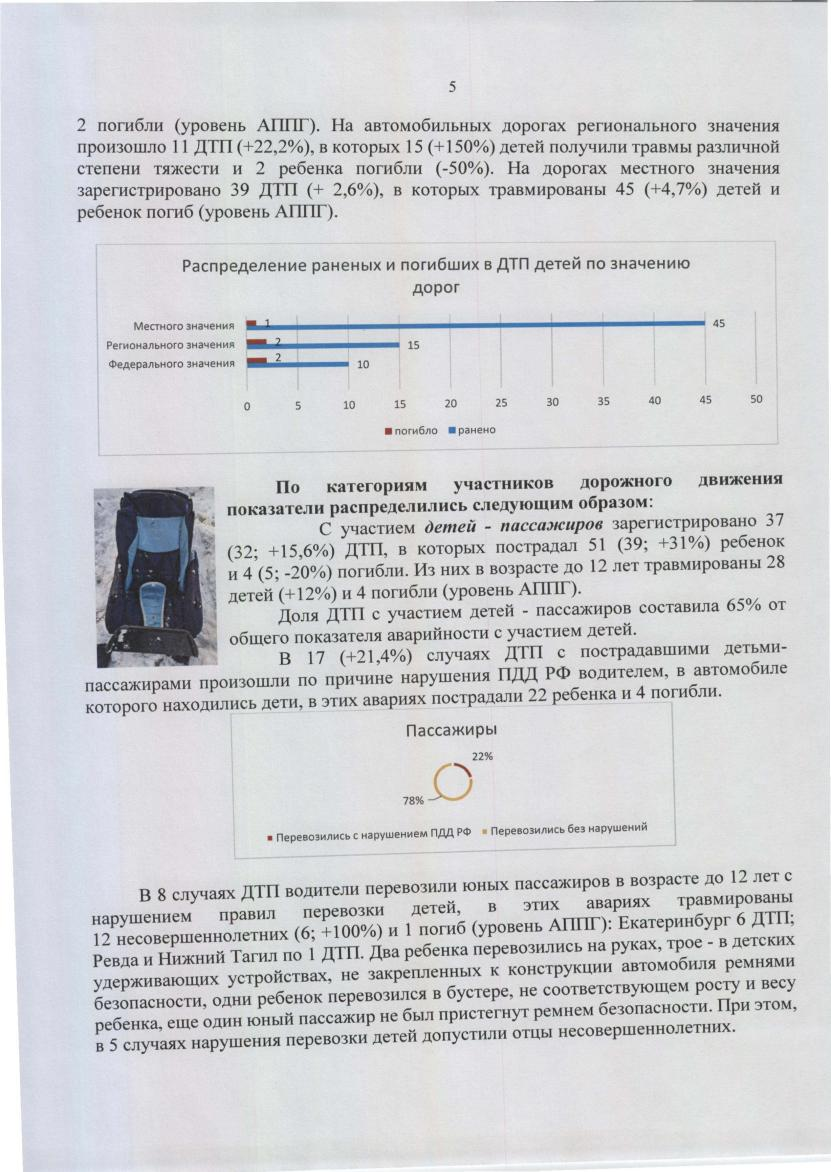 5
2 погибли (уровень АППГ). На автомобильных дорогах регионального значения
произошло 11 ДТП (+22,2%), в которых 15 (+150%) детей получили травмы различной
степени тяжести и 2 ребенка погибли (-50%). На дорогах местного значения
зарегистрировано 39 ДТП (+ 2,6%), в которых травмированы 45 (+4,7%) детей и
ребенок погиб (уровень АППГ).
Распределение раненых и погибших в ДТП детей по значению
дорог
Местного значения 1 45
Регионального значения 2 15
Федерального значения 2 10
0 5 10 15 20 25 30 35 40 45 50
погибло ранено
По категориям участников дорожного движения
показатели распределились следующим образом:
С участием детей - пассажиров зарегистрировано 37
(32; +15,6%) ДТП, в которых пострадал 51 (39; +31%) ребенок
и 4 (5; -20%) погибли. Из них в возрасте до 12 лет травмированы 28
детей (+12%) и 4 погибли (уровень АППГ).
Доля ДТП с участием детей - пассажиров составила 65% от
общего показателя аварийности с участием детей.
В 17 (+21,4%) случаях ДТП с пострадавшими детьми-
пассажирами произошли по причине нарушения ПДД РФ водителем, в автомобиле
которого находились дети, в этих авариях пострадали 22 ребенка и 4 погибли.
Пассажиры
22%
78%
Перевозились с нарушением ПДД РФ Перевозились без нарушений
В 8 случаях ДТП водители перевозили юных пассажиров в возрасте до 12 лет с
нарушением правил перевозки детей, в этих авариях травмированы
12 несовершеннолетних (6; +100%) и 1 погиб (уровень АППГ): Екатеринбург 6 ДТП;
Ревда и Нижний Тагил по 1 ДТП. Два ребенка перевозились на руках, трое - в детских
удерживающих устройствах, не закрепленных к конструкции автомобиля ремнями
безопасности, одни ребенок перевозился в бустере, не соответствующем росту и весу
ребенка, еще один юный пассажир не был пристегнут ремнем безопасности. При этом,
в 5 случаях нарушения перевозки детей допустили отцы несовершеннолетних.